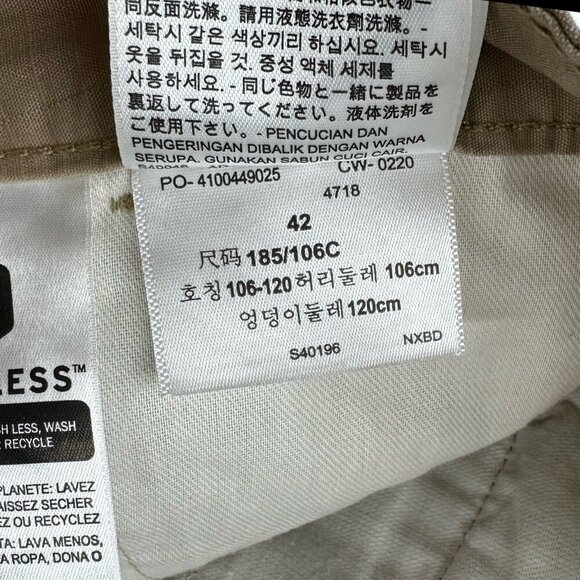 同反面洗滌。請用液態洗衣劑洗滌。-
세탁시 같은 색상끼리 하십시오. 세탁시
옷을 뒤집을 것. 중성 액체 세제를
사용하세요. - 同じ色物と一緒に製品を
裏返して洗ってください。液体洗剤を
ご使用下さい。- PENCUCIAN DAN
PENGERINGAN DIBALIK DENGAN WARNA
SERUPA. GUNAKAN SABUN CUCI CAIR.
PO- 4100449025 CW- 0220
4718
42
尺码 185/106C
호칭 106-120 허리둘레 106cm
엉덩이둘레 120cm
S40196 NXBD
LESS™
H LESS, WASH
RECYCLE
PLANETE: LAVEZ
AISSEZ SECHER
EZ OU RECYCLEZ
TA: LAVA MENOS,
A ROPA, DONA O